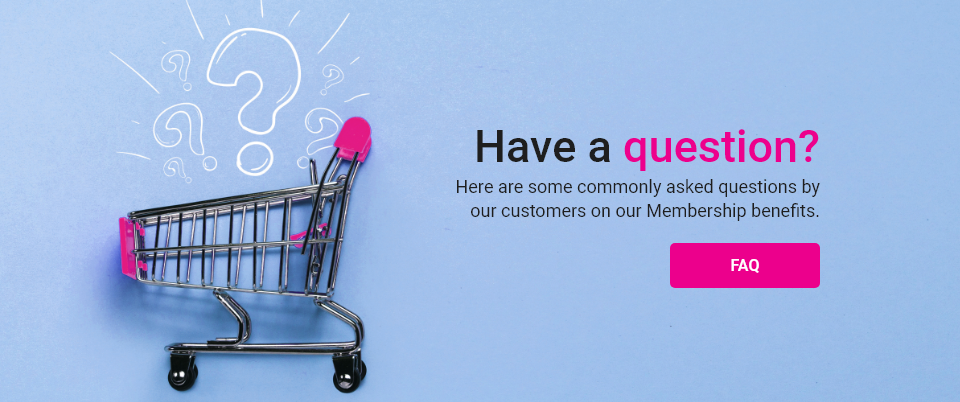 Have a question?
Here are some commonly asked questions by
our customers on our Membership benefits.
FAQ